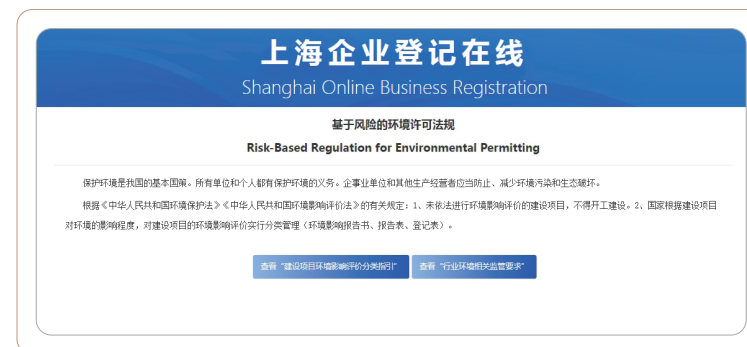 上海企业登记在线
Shanghai Online Business Registration
基于风险的环境许可法规
Risk-Based Regulation for Environmental Permitting
保护环境是我国的基本国策。所有单位和个人都有保护环境的义务。企事业单位和其他生产经营者应当防止、减少环境污染和生态破坏。
根据《中华人民共和国环境保护法》《中华人民共和国环境影响评价法》的有关规定：1、未依法进行环境影响评价的建设项目，不得开工建设。2、国家根据建设项目
对环境的影响程度，对建设项目的环境影响评价实行分类管理（环境影响报告书、报告表、登记表）。
查看 “建设项目环境影响评价分类指引” 查看 “行业环境相关监管要求”